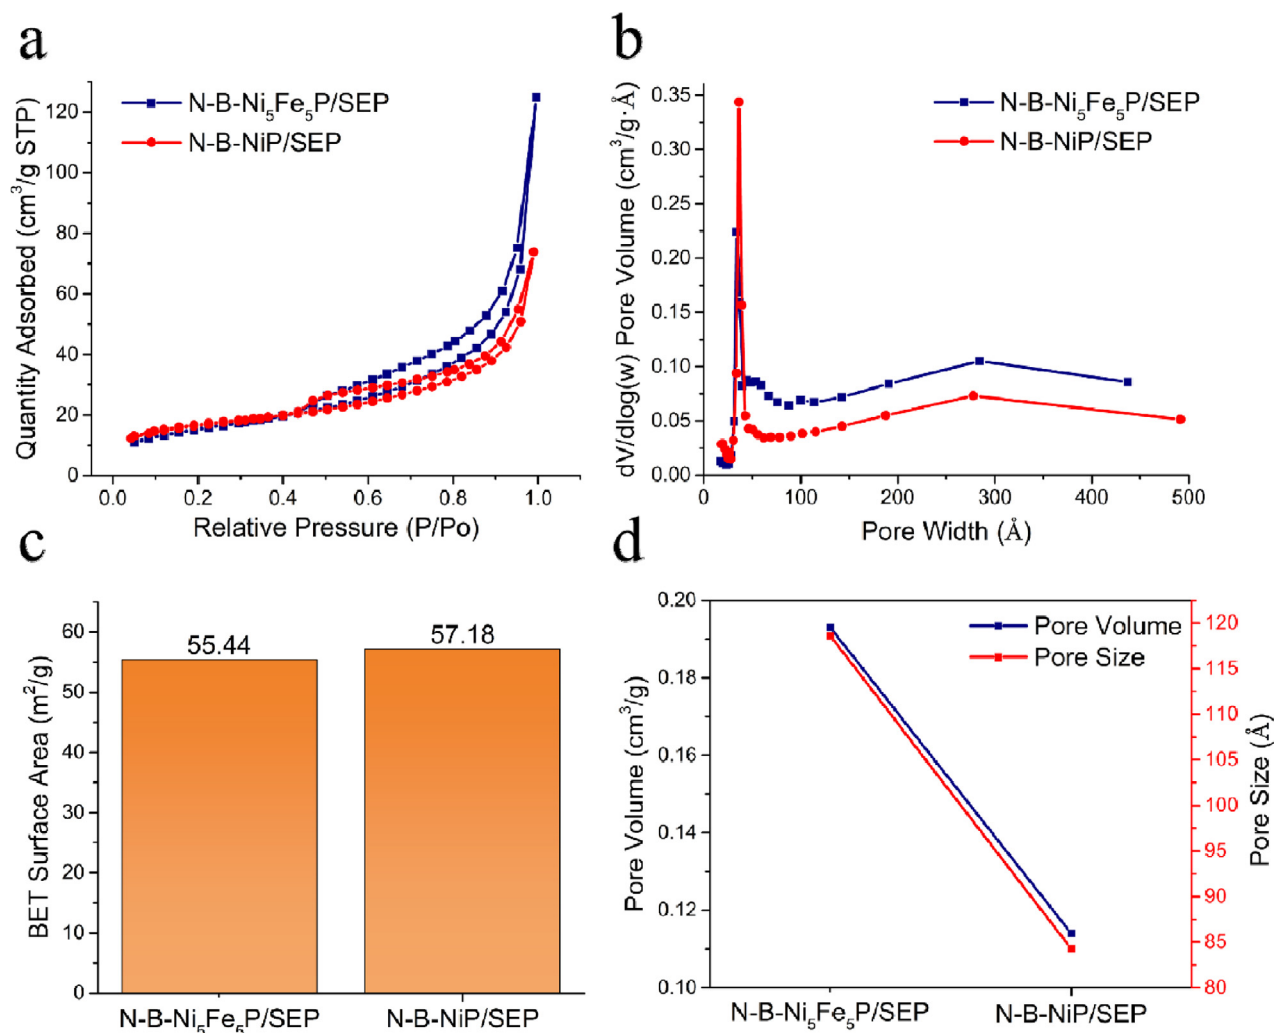 a
N-B-Ni5Fe5P/SEP
N-B-NiP/SEP
Quantity Adsorbed (cm3/g STP)
120
100
80
60
40
20
0
0.0 0.2 0.4 0.6 0.8 1.0
Relative Pressure (P/Po)
b
N-B-Ni5Fe5P/SEP
N-B-NiP/SEP
dV/dlog(w) Pore Volume (cm3/g·Å)
0.35
0.30
0.25
0.20
0.15
0.10
0.05
0.00
0 100 200 300 400 500
Pore Width (Å)
c
BET Surface Area (m2/g)
60
50
40
30
20
10
0
55.44
57.18
N-B-Ni5Fe5P/SEP N-B-NiP/SEP
d
Pore Volume
Pore Size
Pore Volume (cm3/g)
0.20
0.18
0.16
0.14
0.12
0.10
Pore Size (Å)
120
115
110
105
100
95
90
85
80
N-B-Ni5Fe5P/SEP N-B-NiP/SEP